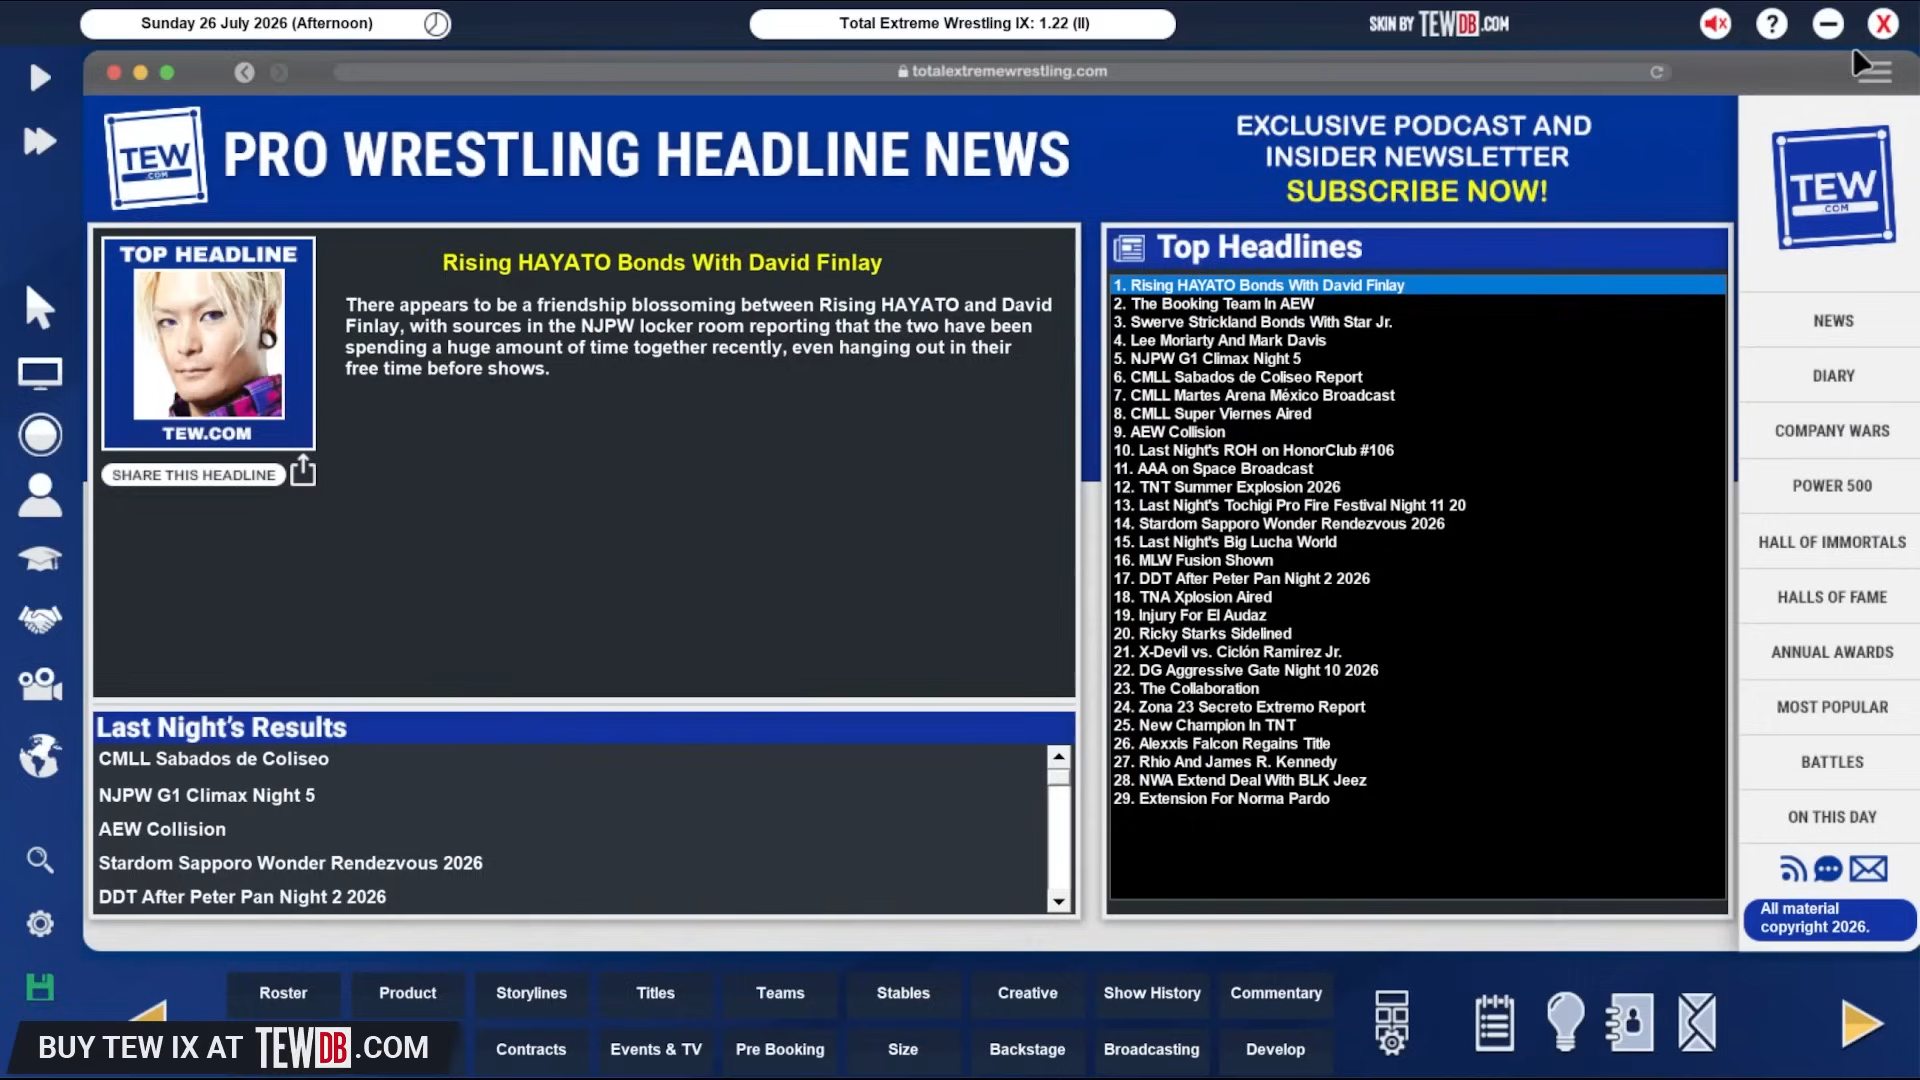 Sunday 26 July 2026 (Afternoon)
Total Extreme Wrestling IX: 1.22 (II)
SKIN BY TEWDB.COM
?
X
totalextremewrestling.com
TEW
.COM
PRO WRESTLING HEADLINE NEWS
EXCLUSIVE PODCAST AND
INSIDER NEWSLETTER
SUBSCRIBE NOW!
TEW
.COM
TOP HEADLINE
TEW.COM
SHARE THIS HEADLINE
Rising HAYATO Bonds With David Finlay
There appears to be a friendship blossoming between Rising HAYATO and David
Finlay, with sources in the NJPW locker room reporting that the two have been
spending a huge amount of time together recently, even hanging out in their
free time before shows.
Last Night's Results
CMLL Sabados de Coliseo
NJPW G1 Climax Night 5
AEW Collision
Stardom Sapporo Wonder Rendezvous 2026
DDT After Peter Pan Night 2 2026
Top Headlines
1. Rising HAYATO Bonds With David Finlay
2. The Booking Team In AEW
3. Swerve Strickland Bonds With Star Jr.
4. Lee Moriarty And Mark Davis
5. NJPW G1 Climax Night 5
6. CMLL Sabados de Coliseo Report
7. CMLL Martes Arena México Broadcast
8. CMLL Super Viernes Aired
9. AEW Collision
10. Last Night's ROH on HonorClub #106
11. AAA on Space Broadcast
12. TNT Summer Explosion 2026
13. Last Night's Tochigi Pro Fire Festival Night 11 20
14. Stardom Sapporo Wonder Rendezvous 2026
15. Last Night's Big Lucha World
16. MLW Fusion Shown
17. DDT After Peter Pan Night 2 2026
18. TNA Xplosion Aired
19. Injury For El Audaz
20. Ricky Starks Sidelined
21. X-Devil vs. Ciclón Ramírez Jr.
22. DG Aggressive Gate Night 10 2026
23. The Collaboration
24. Zona 23 Secreto Extremo Report
25. New Champion In TNT
26. Alexxis Falcon Regains Title
27. Rhio And James R. Kennedy
28. NWA Extend Deal With BLK Jeez
29. Extension For Norma Pardo
NEWS
DIARY
COMPANY WARS
POWER 500
HALL OF IMMORTALS
HALLS OF FAME
ANNUAL AWARDS
MOST POPULAR
BATTLES
ON THIS DAY
All material
copyright 2026.
Roster
Product
Storylines
Titles
Teams
Stables
Creative
Show History
Commentary
Contracts
Events & TV
Pre Booking
Size
Backstage
Broadcasting
Develop
BUY TEW IX AT TEWDB.COM